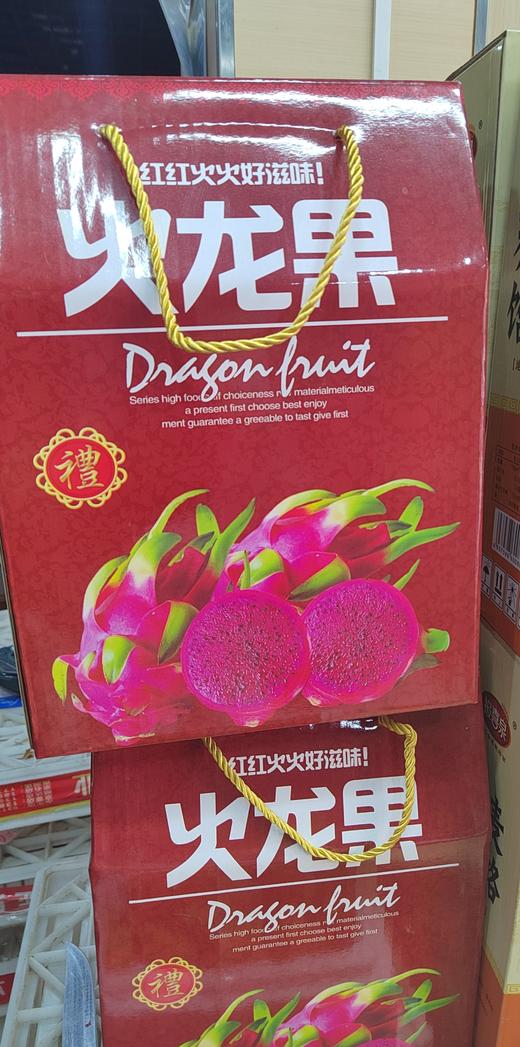 红红火火好滋味!
火龙果
Dragon fruit
Series high food of choiceness materialmeticulous
a present first choose best enjoy
ment guarantee a greeable to tast give first
禮
红红火火好滋味!
火龙果
Dragon fruit
Series high food of choiceness materialmeticulous
a present first choose best enjoy
ment guarantee a greeable to tast give first
禮